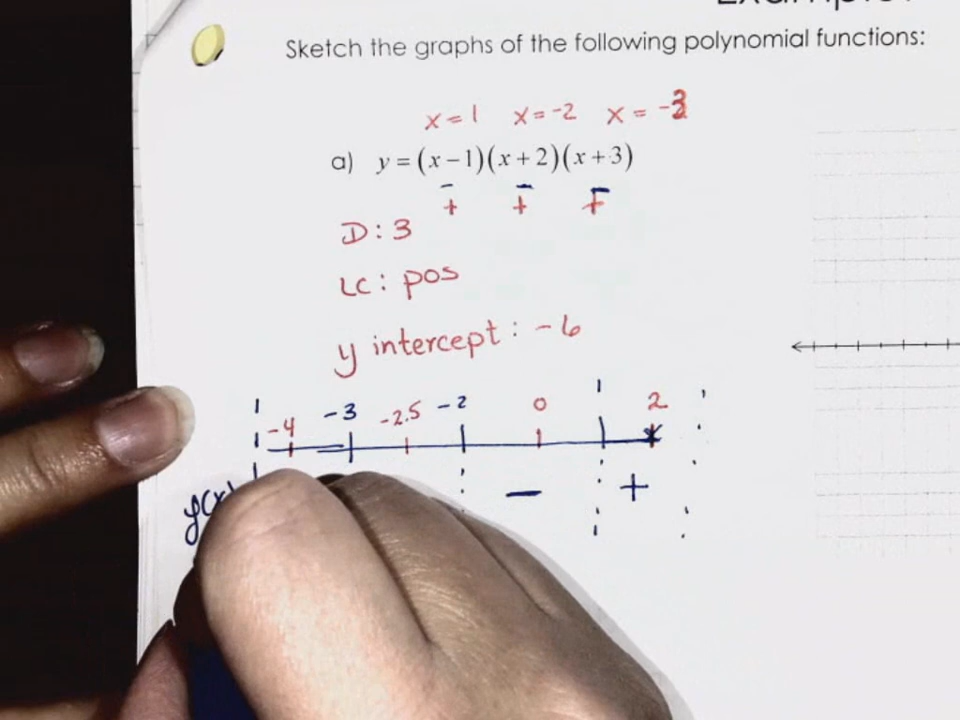 Sketch the graphs of the following polynomial functions:
x = 1 x = -2 x = -3
a) y = (x - 1)(x + 2)(x + 3)
- - -
+ + +
D: 3
LC: pos
y intercept: -6
-4 -3 -2.5 -2 0 1 2
y(x)
- +